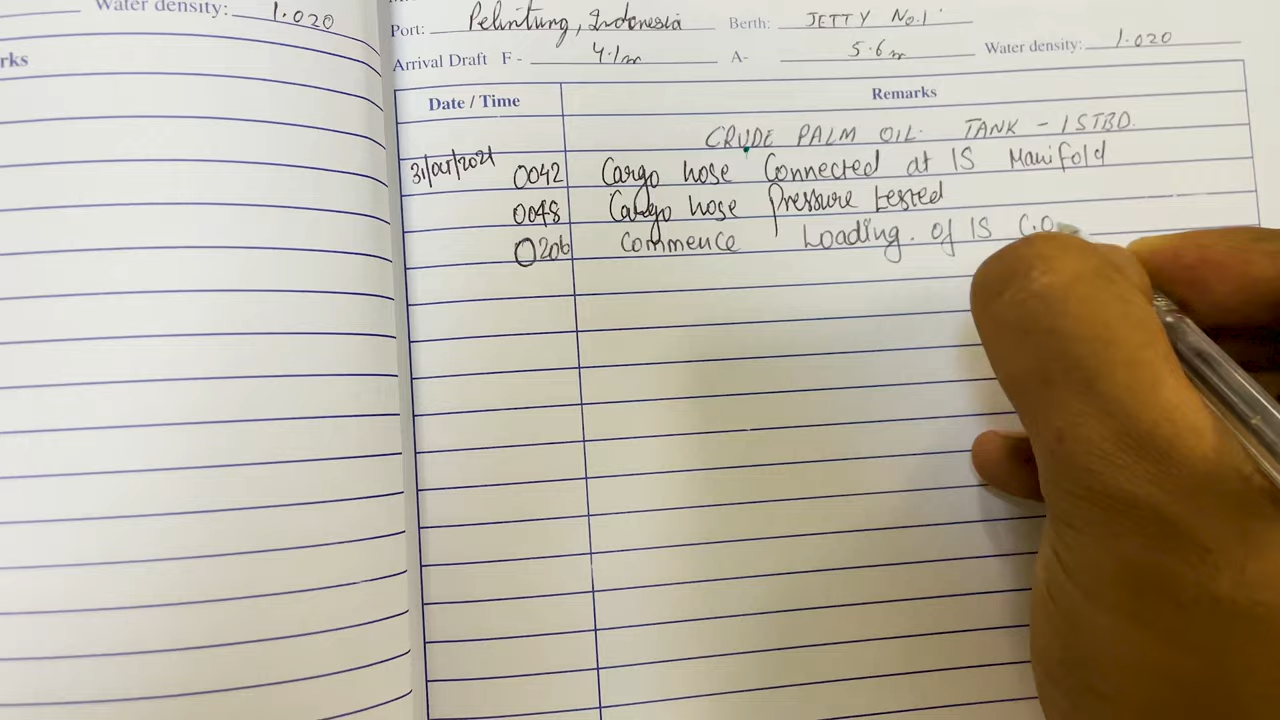 Water density: 1.020
rks
Port: Pelintung, Indonesia Berth: JETTY No.1
Arrival Draft F - 4.1m A- 5.6m Water density: 1.020
Date / Time Remarks
CRUDE PALM OIL. TANK - 1STBD.
31/Oct/2021 0042 Cargo hose Connected at 1S Manifold
0048 Cargo hose Pressure tested
0206 Commence Loading. Of 1S C.O